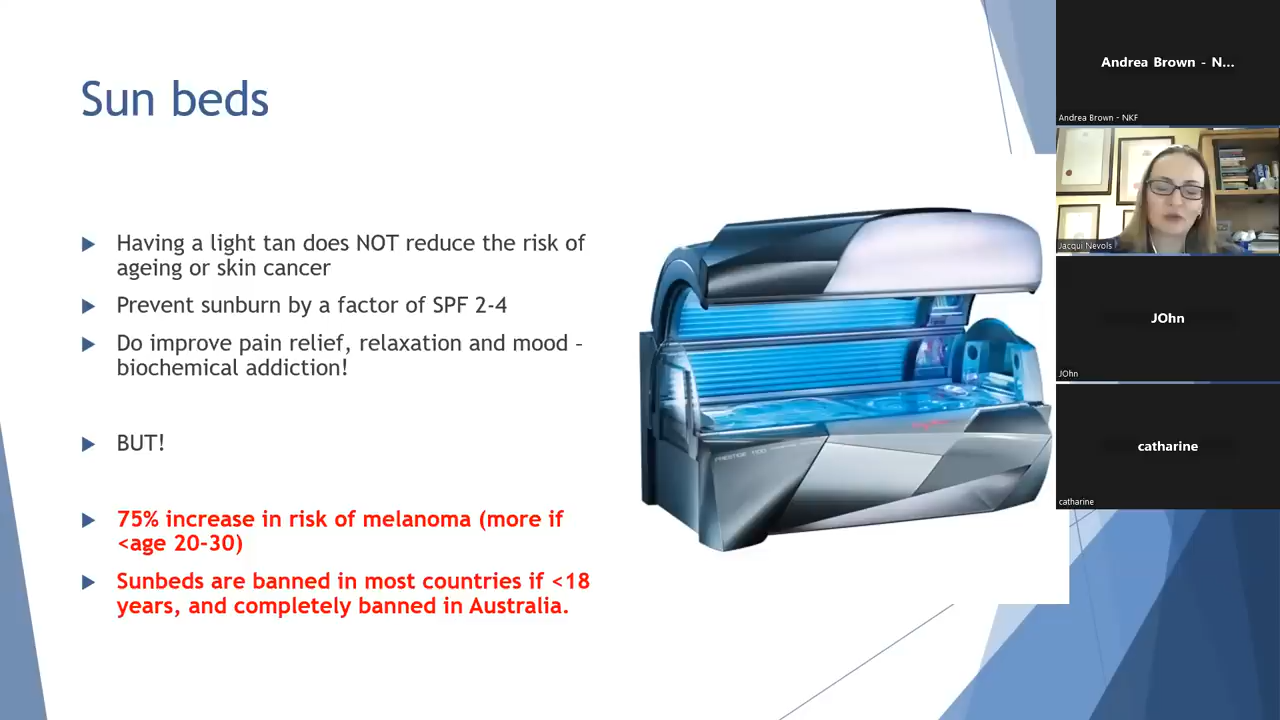 Sun beds
Having a light tan does NOT reduce the risk of
ageing or skin cancer
Prevent sunburn by a factor of SPF 2-4
Do improve pain relief, relaxation and mood –
biochemical addiction!
BUT!
75% increase in risk of melanoma (more if
<age 20-30)
Sunbeds are banned in most countries if <18
years, and completely banned in Australia.
PRESTIGE
Andrea Brown - N...
Andrea Brown - NKF
Jacqui Nevols
JOhn
JOhn
catharine
catharine